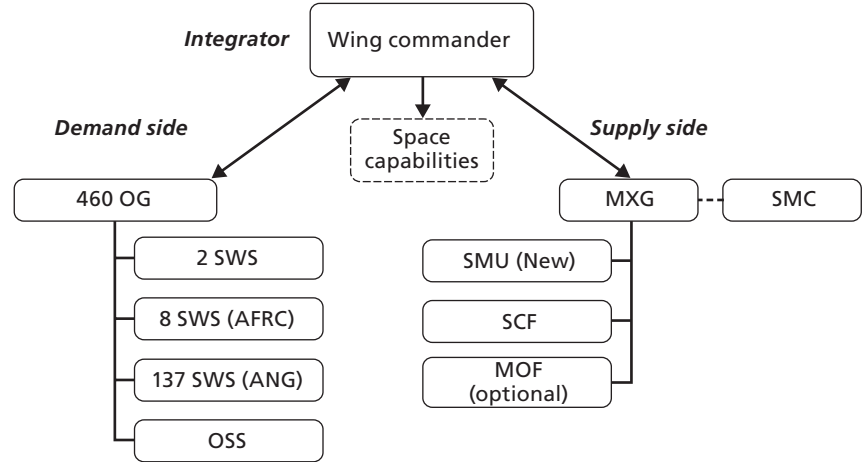 Integrator
Wing commander
Demand side
Space
capabilities
Supply side
460 OG
MXG
SMC
2 SWS
8 SWS (AFRC)
137 SWS (ANG)
OSS
SMU (New)
SCF
MOF
(optional)